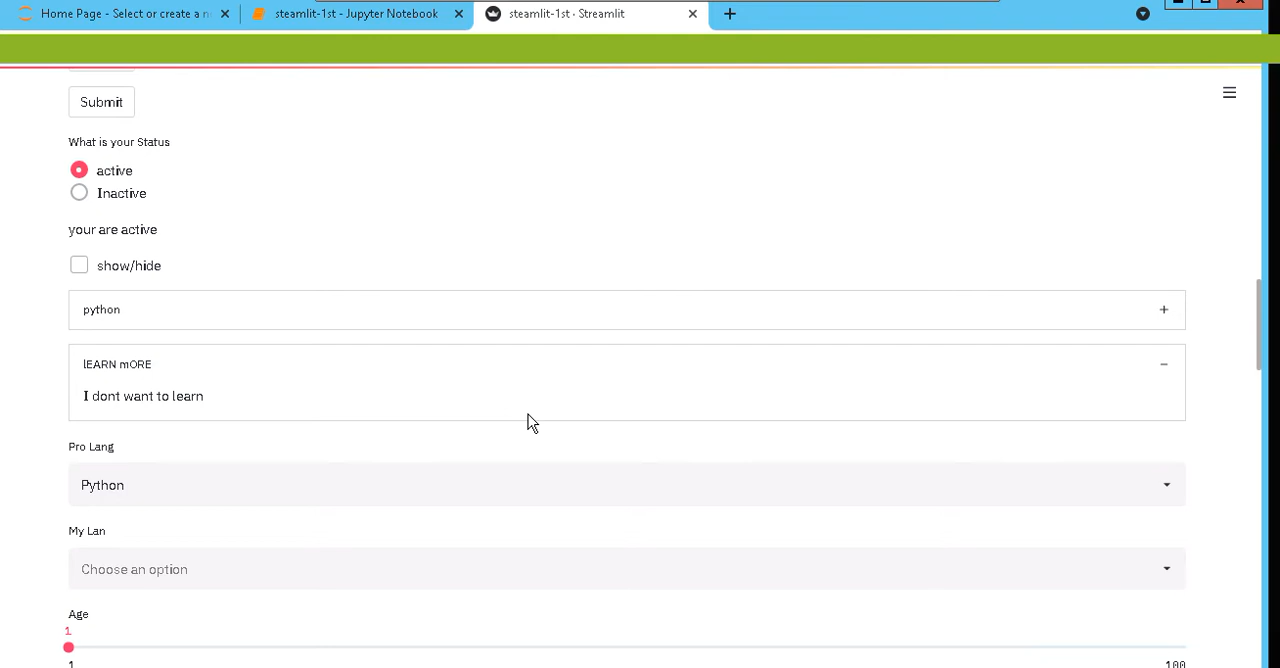 Home Page - Select or create a n
steamlit-1st - Jupyter Notebook
steamlit-1st · Streamlit
Submit
What is your Status
active
Inactive
your are active
show/hide
python
lEARN mORE
I dont want to learn
Pro Lang
Python
My Lan
Choose an option
Age
1
1
100